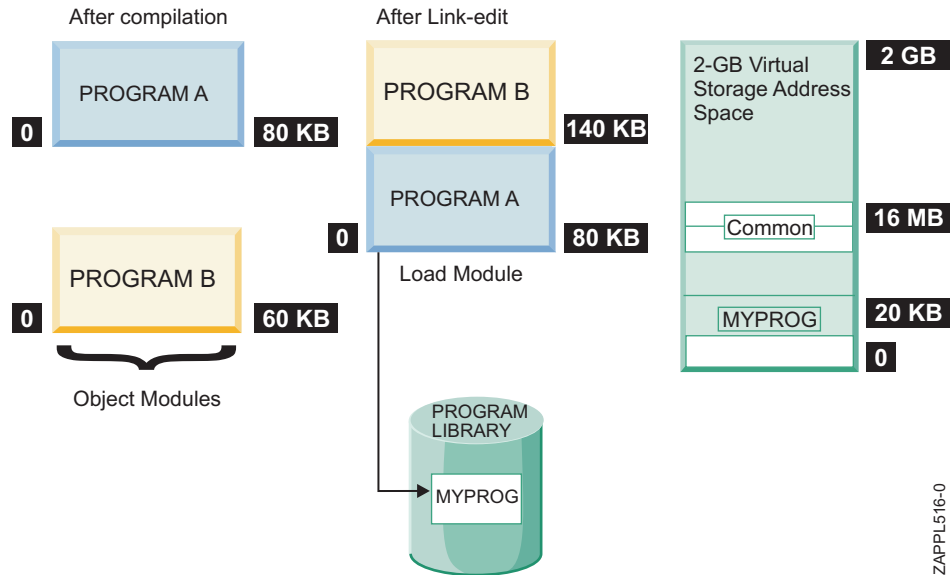 After compilation
PROGRAM A
0
80 KB
PROGRAM B
0
60 KB
Object Modules
After Link-edit
PROGRAM B
140 KB
PROGRAM A
0
80 KB
Load Module
PROGRAM
LIBRARY
MYPROG
2-GB Virtual
Storage Address
Space
2 GB
Common
16 MB
MYPROG
20 KB
0
ZAPPL516-0